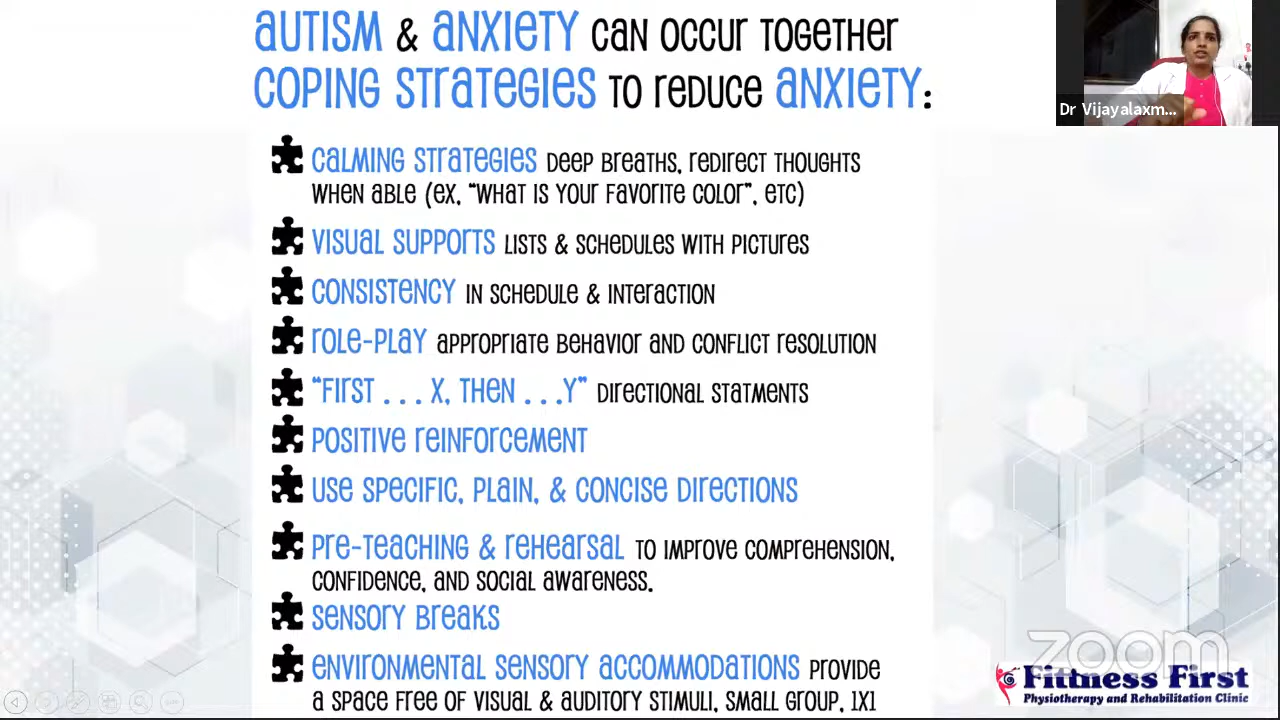 AUTISM & ANXIETY CAN OCCUR TOGETHER
COPING STRATEGIES TO REDUCE ANXIETY:
CALMING STRATEGIES DEEP BREATHS, REDIRECT THOUGHTS
WHEN ABLE (EX, "WHAT IS YOUR FAVORITE COLOR", ETC)
VISUAL SUPPORTS LISTS & SCHEDULES WITH PICTURES
CONSISTENCY IN SCHEDULE & INTERACTION
ROLE-PLAY APPROPRIATE BEHAVIOR AND CONFLICT RESOLUTION
"FIRST . . . X, THEN . . .Y" DIRECTIONAL STATMENTS
POSITIVE REINFORCEMENT
USE SPECIFIC, PLAIN, & CONCISE DIRECTIONS
PRE-TEACHING & REHEARSAL TO IMPROVE COMPREHENSION,
CONFIDENCE, AND SOCIAL AWARENESS.
SENSORY BREAKS
ENVIRONMENTAL SENSORY ACCOMMODATIONS PROVIDE
A SPACE FREE OF VISUAL & AUDITORY STIMULI, SMALL GROUP, 1X1
Dr Vijayalaxm...
zoom
Fittness First
Physiotherapy and Rehabilitation Clinic